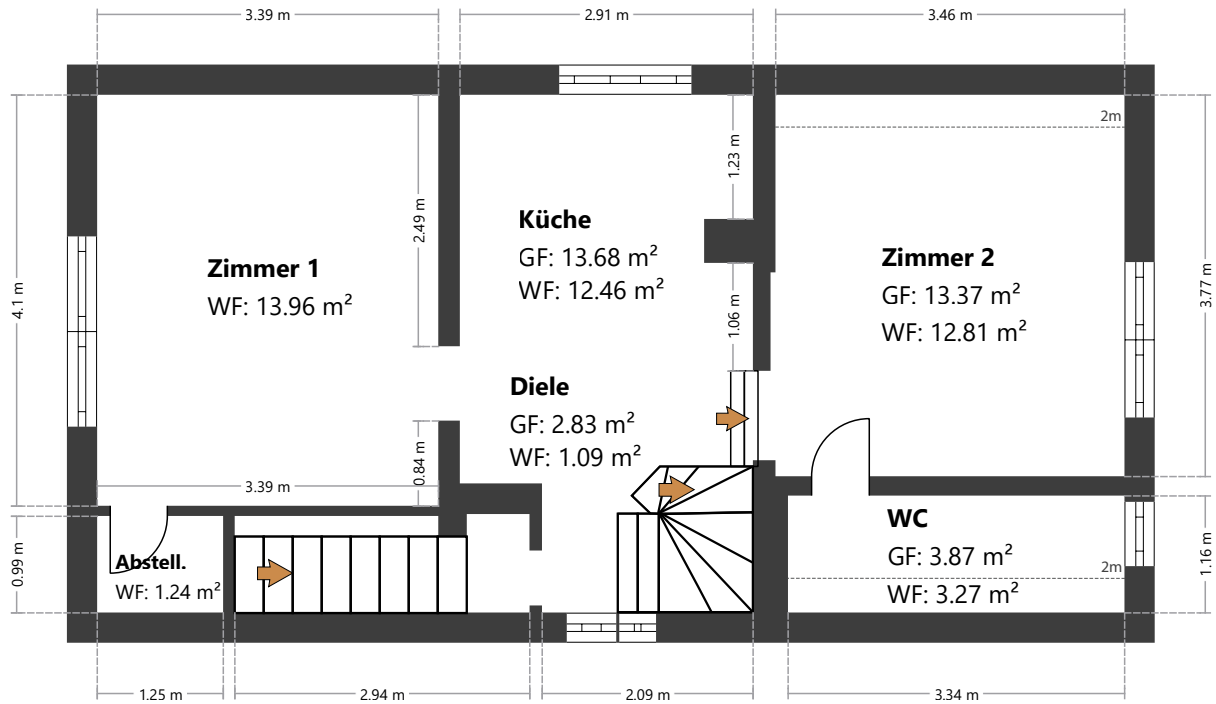 3.39 m
2.91 m
3.46 m
2m
1.23 m
2.49 m
Küche
GF: 13.68 m²
WF: 12.46 m²
Zimmer 1
WF: 13.96 m²
Zimmer 2
GF: 13.37 m²
WF: 12.81 m²
4.1 m
3.77 m
1.06 m
Diele
GF: 2.83 m²
WF: 1.09 m²
0.84 m
3.39 m
WC
GF: 3.87 m²
WF: 3.27 m²
2m
Abstell.
WF: 1.24 m²
0.99 m
1.16 m
1.25 m
2.94 m
2.09 m
3.34 m